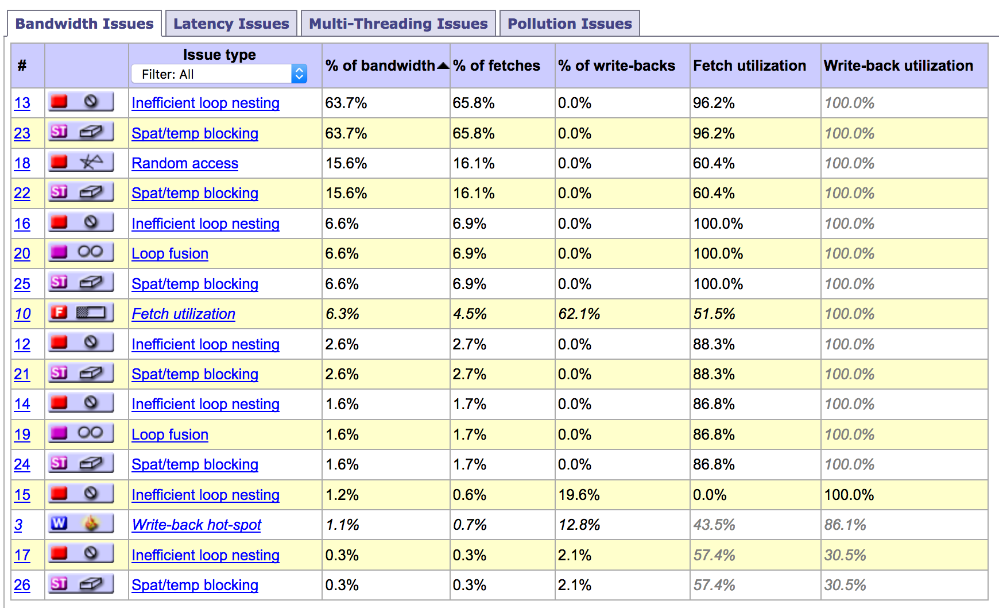 Bandwidth Issues Latency Issues Multi-Threading Issues Pollution Issues
# Issue type % of bandwidth % of fetches % of write-backs Fetch utilization Write-back utilization
Filter: All
13 Inefficient loop nesting 63.7% 65.8% 0.0% 96.2% 100.0%
23 ST Spat/temp blocking 63.7% 65.8% 0.0% 96.2% 100.0%
18 Random access 15.6% 16.1% 0.0% 60.4% 100.0%
22 ST Spat/temp blocking 15.6% 16.1% 0.0% 60.4% 100.0%
16 Inefficient loop nesting 6.6% 6.9% 0.0% 100.0% 100.0%
20 Loop fusion 6.6% 6.9% 0.0% 100.0% 100.0%
25 ST Spat/temp blocking 6.6% 6.9% 0.0% 100.0% 100.0%
10 F Fetch utilization 6.3% 4.5% 62.1% 51.5% 100.0%
12 Inefficient loop nesting 2.6% 2.7% 0.0% 88.3% 100.0%
21 ST Spat/temp blocking 2.6% 2.7% 0.0% 88.3% 100.0%
14 Inefficient loop nesting 1.6% 1.7% 0.0% 86.8% 100.0%
19 Loop fusion 1.6% 1.7% 0.0% 86.8% 100.0%
24 ST Spat/temp blocking 1.6% 1.7% 0.0% 86.8% 100.0%
15 Inefficient loop nesting 1.2% 0.6% 19.6% 0.0% 100.0%
3 W Write-back hot-spot 1.1% 0.7% 12.8% 43.5% 86.1%
17 Inefficient loop nesting 0.3% 0.3% 2.1% 57.4% 30.5%
26 ST Spat/temp blocking 0.3% 0.3% 2.1% 57.4% 30.5%